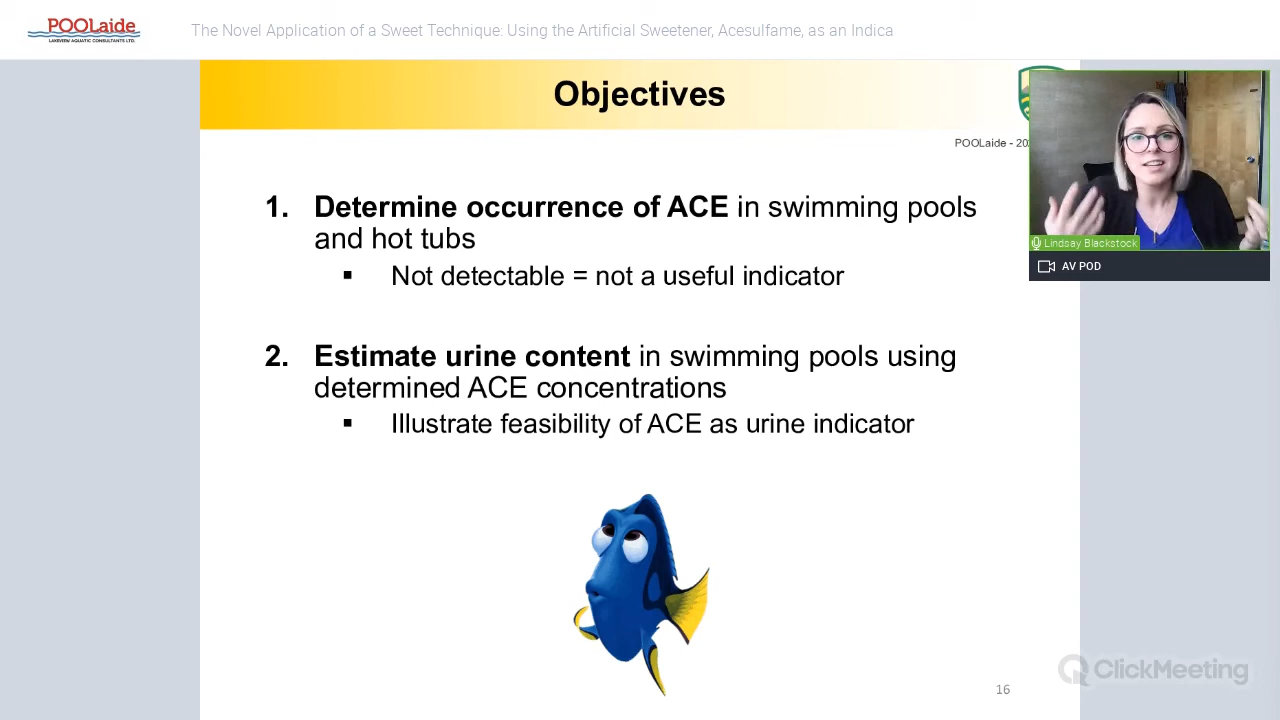 POOLaide
LAKEVIEW AQUATIC CONSULTANTS LTD.
The Novel Application of a Sweet Technique: Using the Artificial Sweetener, Acesulfame, as an Indica
Objectives
POOLaide - 20
1. Determine occurrence of ACE in swimming pools
and hot tubs
▪ Not detectable = not a useful indicator
2. Estimate urine content in swimming pools using
determined ACE concentrations
▪ Illustrate feasibility of ACE as urine indicator
Lindsay Blackstock
AV POD
16
ClickMeeting